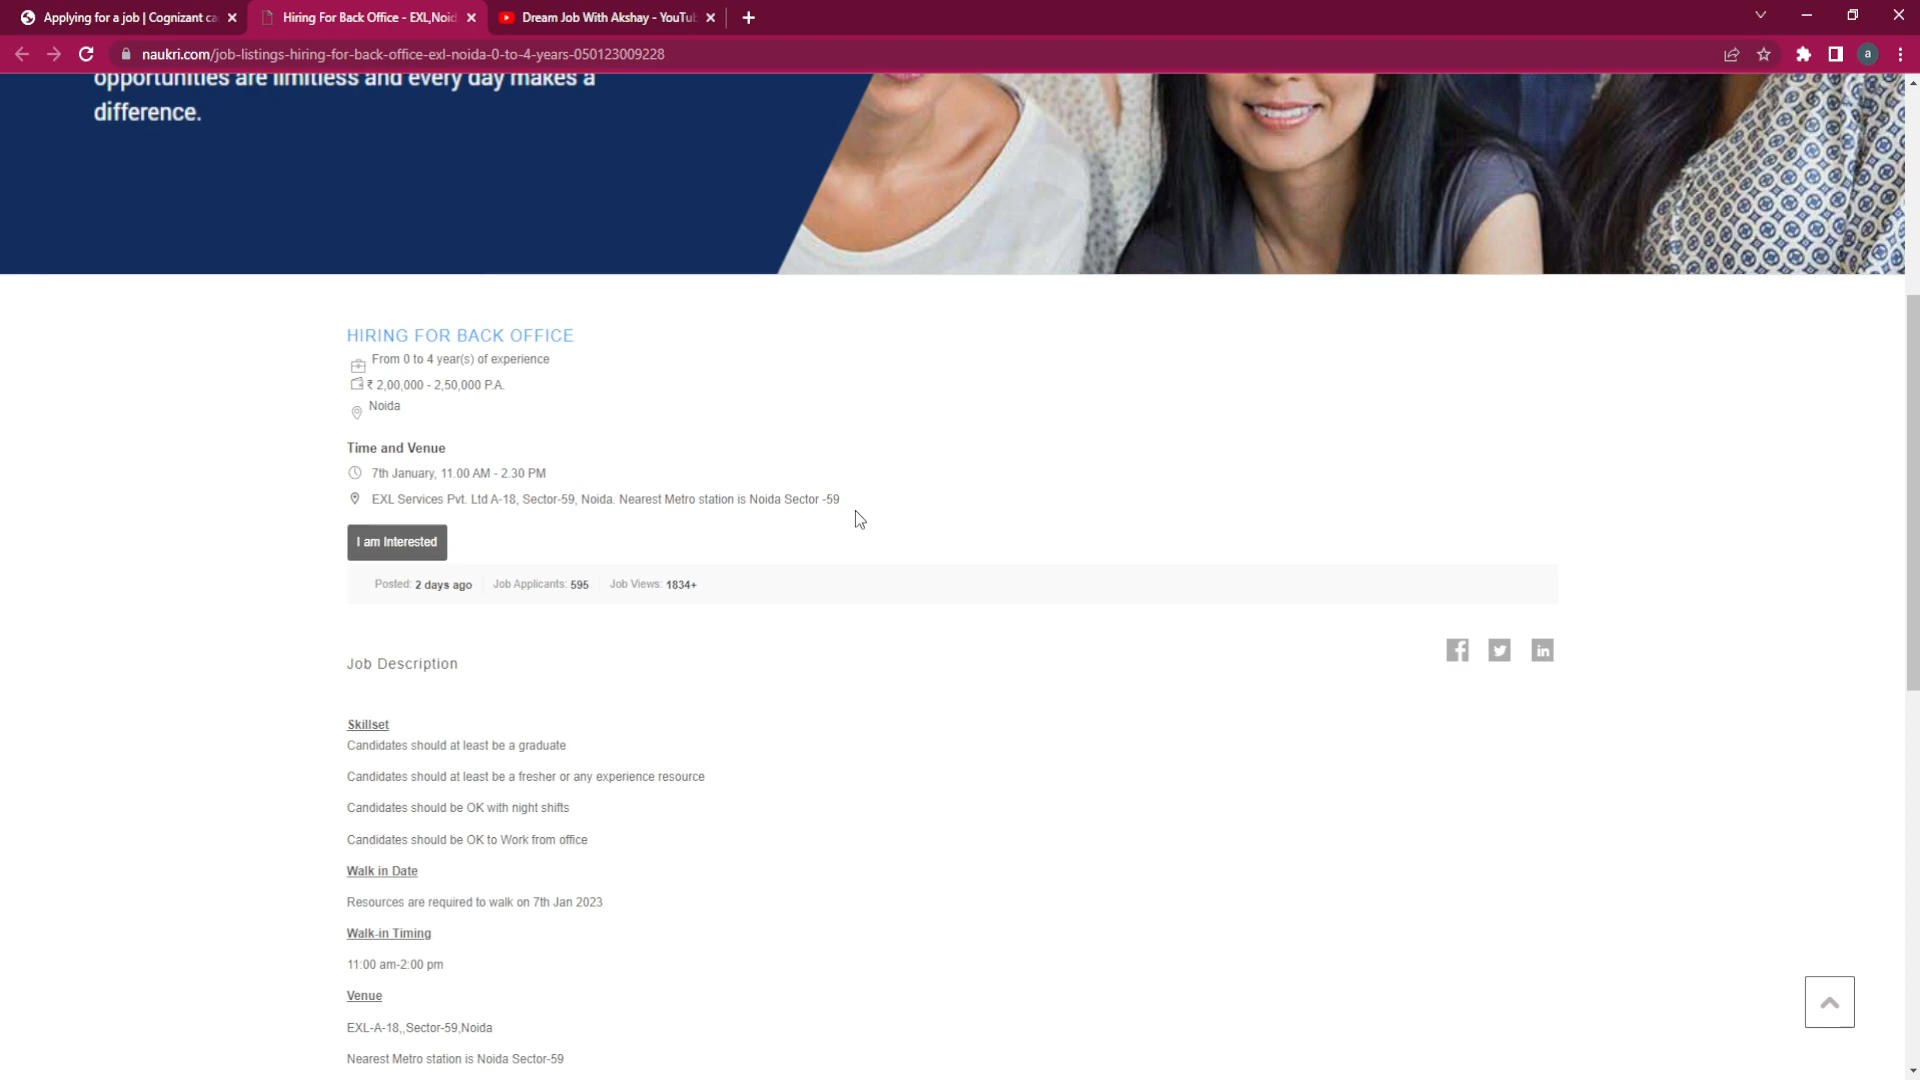 Applying for a job | Cognizant ca
Hiring For Back Office - EXL,Noid
Dream Job With Akshay - YouTu
naukri.com/job-listings-hiring-for-back-office-exl-noida-0-to-4-years-050123009228
a
opportunities are limitless and every day makes a
difference.
HIRING FOR BACK OFFICE
From 0 to 4 year(s) of experience
₹ 2,00,000 - 2,50,000 P.A.
Noida
Time and Venue
7th January, 11.00 AM - 2.30 PM
EXL Services Pvt. Ltd A-18, Sector-59, Noida. Nearest Metro station is Noida Sector -59
I am Interested
Posted: 2 days ago Job Applicants: 595 Job Views: 1834+
Job Description
Skillset
Candidates should at least be a graduate
Candidates should at least be a fresher or any experience resource
Candidates should be OK with night shifts
Candidates should be OK to Work from office
Walk in Date
Resources are required to walk on 7th Jan 2023
Walk-in Timing
11:00 am-2:00 pm
Venue
EXL-A-18,,Sector-59,Noida
Nearest Metro station is Noida Sector-59